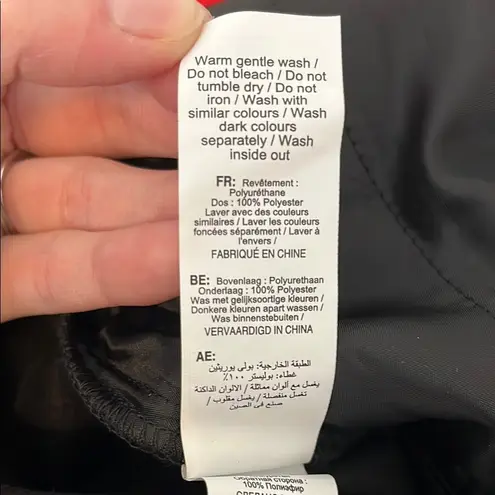 Warm gentle wash /
Do not bleach / Do not
tumble dry / Do not
iron / Wash with
similar colours / Wash
dark colours
separately / Wash
inside out
FR: Revêtement :
Polyuréthane
Dos : 100% Polyester
Laver avec des couleurs
similaires / Laver les couleurs
foncées séparément / Laver à
l'envers /
FABRIQUÉ EN CHINE
BE: Bovenlaag : Polyurethaan
Onderlaag : 100% Polyester
Was met gelijksoortige kleuren /
Donkere kleuren apart wassen /
Was binnenstebuiten /
VERVAARDIGD IN CHINA
AE:
الطبقة الخارجية: بولي يوريثين
غطاء: بوليستر ١٠٠٪
يغسل مع ألوان مماثلة / الالوان الداكنة
تغسل منفصلة / يغسل مقلوب /
صنع في الصين
Обратная сторона :
100% Полиэфир